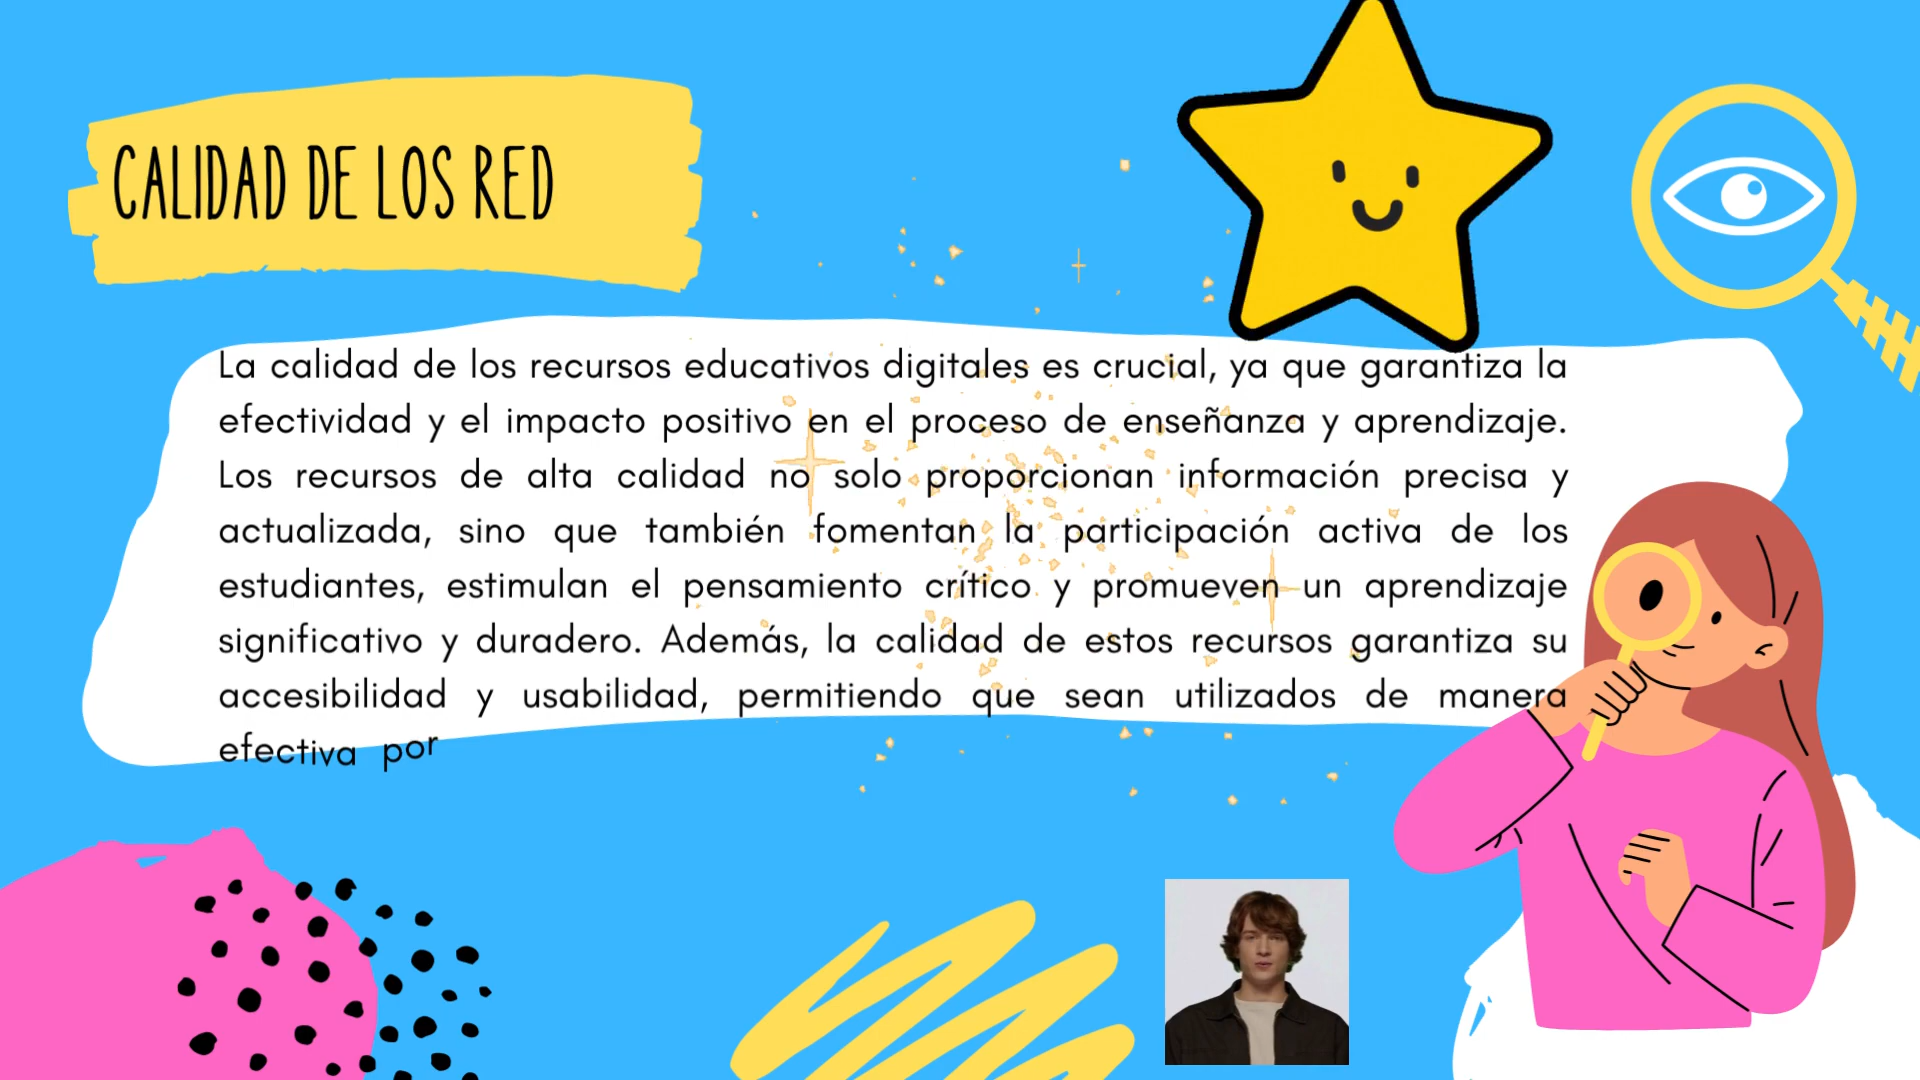 CALIDAD DE LOS RED
La calidad de los recursos educativos digitales es crucial, ya que garantiza la
efectividad y el impacto positivo en el proceso de enseñanza y aprendizaje.
Los recursos de alta calidad no solo proporcionan información precisa y
actualizada, sino que también fomentan la participación activa de los
estudiantes, estimulan el pensamiento crítico y promueven un aprendizaje
significativo y duradero. Además, la calidad de estos recursos garantiza su
accesibilidad y usabilidad, permitiendo que sean utilizados de manera
efectiva por